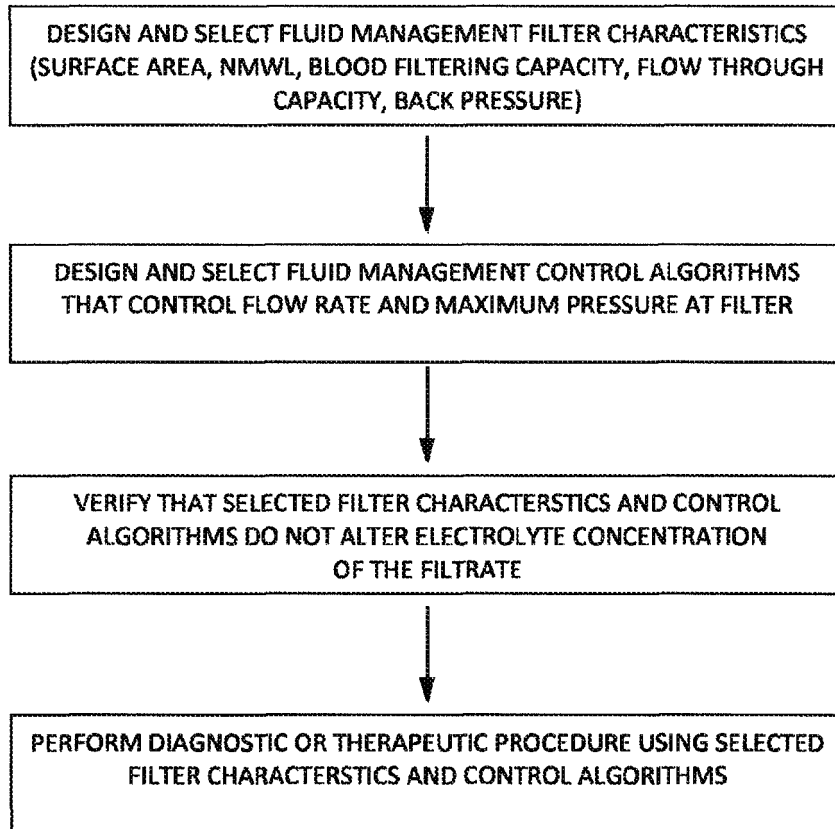 DESIGN AND SELECT FLUID MANAGEMENT FILTER CHARACTERISTICS
(SURFACE AREA, NMWL, BLOOD FILTERING CAPACITY, FLOW THROUGH
CAPACITY, BACK PRESSURE)
DESIGN AND SELECT FLUID MANAGEMENT CONTROL ALGORITHMS
THAT CONTROL FLOW RATE AND MAXIMUM PRESSURE AT FILTER
VERIFY THAT SELECTED FILTER CHARACTERSTICS AND CONTROL
ALGORITHMS DO NOT ALTER ELECTROLYTE CONCENTRATION
OF THE FILTRATE
PERFORM DIAGNOSTIC OR THERAPEUTIC PROCEDURE USING SELECTED
FILTER CHARACTERSTICS AND CONTROL ALGORITHMS